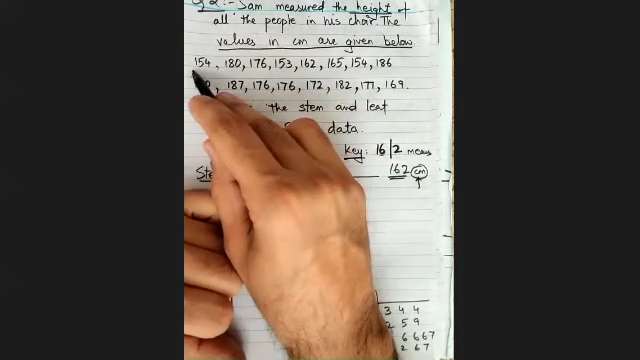 Q2:- Sam measured the height of
all the people in his chair. The
values in cm are given below
154, 180, 176, 153, 162, 165, 154, 186
, 187, 176, 176, 172, 182, 177, 169.
the stem and leaf
data.
Key: 16|2 means
162 cm
3 4 4
2 5 9
6 6 6 7
2 6 7